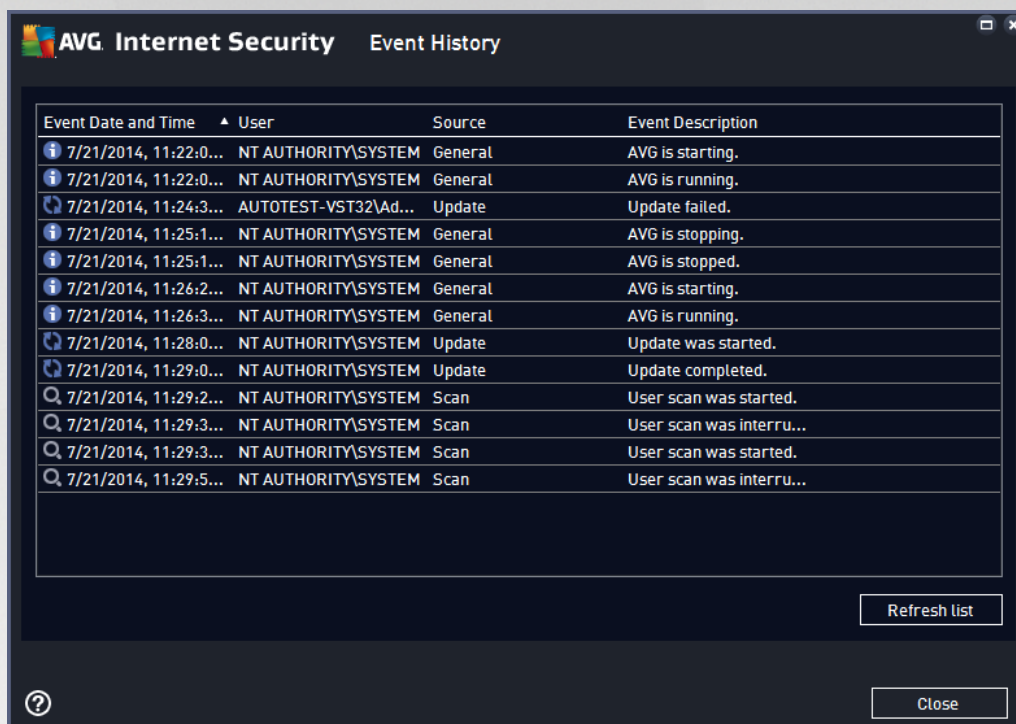 AVG. Internet Security Event History
Event Date and Time User Source Event Description
7/21/2014, 11:22:0... NT AUTHORITY\SYSTEM General AVG is starting.
7/21/2014, 11:22:0... NT AUTHORITY\SYSTEM General AVG is running.
7/21/2014, 11:24:3... AUTOTEST-VST32\Ad... Update Update failed.
7/21/2014, 11:25:1... NT AUTHORITY\SYSTEM General AVG is stopping.
7/21/2014, 11:25:1... NT AUTHORITY\SYSTEM General AVG is stopped.
7/21/2014, 11:26:2... NT AUTHORITY\SYSTEM General AVG is starting.
7/21/2014, 11:26:3... NT AUTHORITY\SYSTEM General AVG is running.
7/21/2014, 11:28:0... NT AUTHORITY\SYSTEM Update Update was started.
7/21/2014, 11:29:0... NT AUTHORITY\SYSTEM Update Update completed.
7/21/2014, 11:29:2... NT AUTHORITY\SYSTEM Scan User scan was started.
7/21/2014, 11:29:3... NT AUTHORITY\SYSTEM Scan User scan was interru...
7/21/2014, 11:29:3... NT AUTHORITY\SYSTEM Scan User scan was started.
7/21/2014, 11:29:5... NT AUTHORITY\SYSTEM Scan User scan was interru...
Refresh list
Close